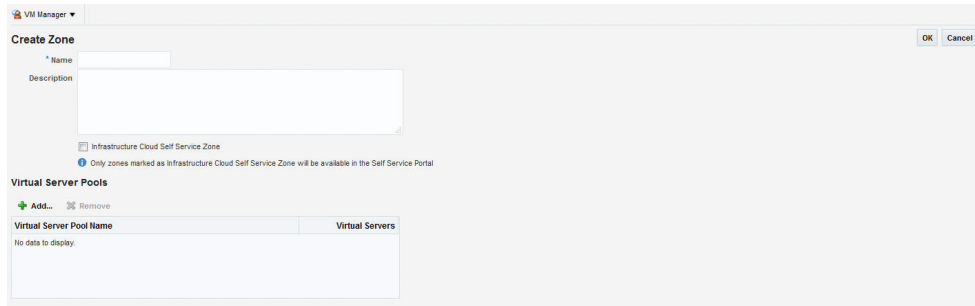 VM Manager
Create Zone
OK Cancel
* Name
Description
Infrastructure Cloud Self Service Zone
Only zones marked as Infrastructure Cloud Self Service Zone will be available in the Self Service Portal
Virtual Server Pools
Add... Remove
Virtual Server Pool Name Virtual Servers
No data to display.